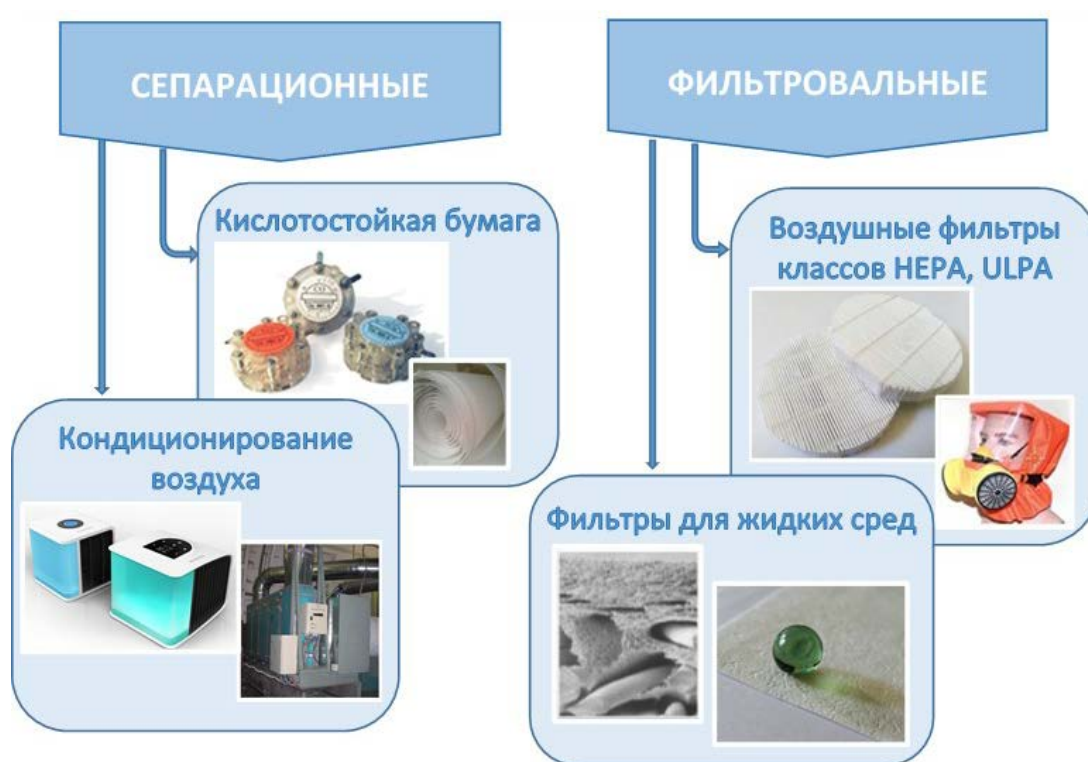 СЕПАРАЦИОННЫЕ
ФИЛЬТРОВАЛЬНЫЕ
Кислотостойкая бумага
Воздушные фильтры
классов HEPA, ULPA
Кондиционирование
воздуха
Фильтры для жидких сред